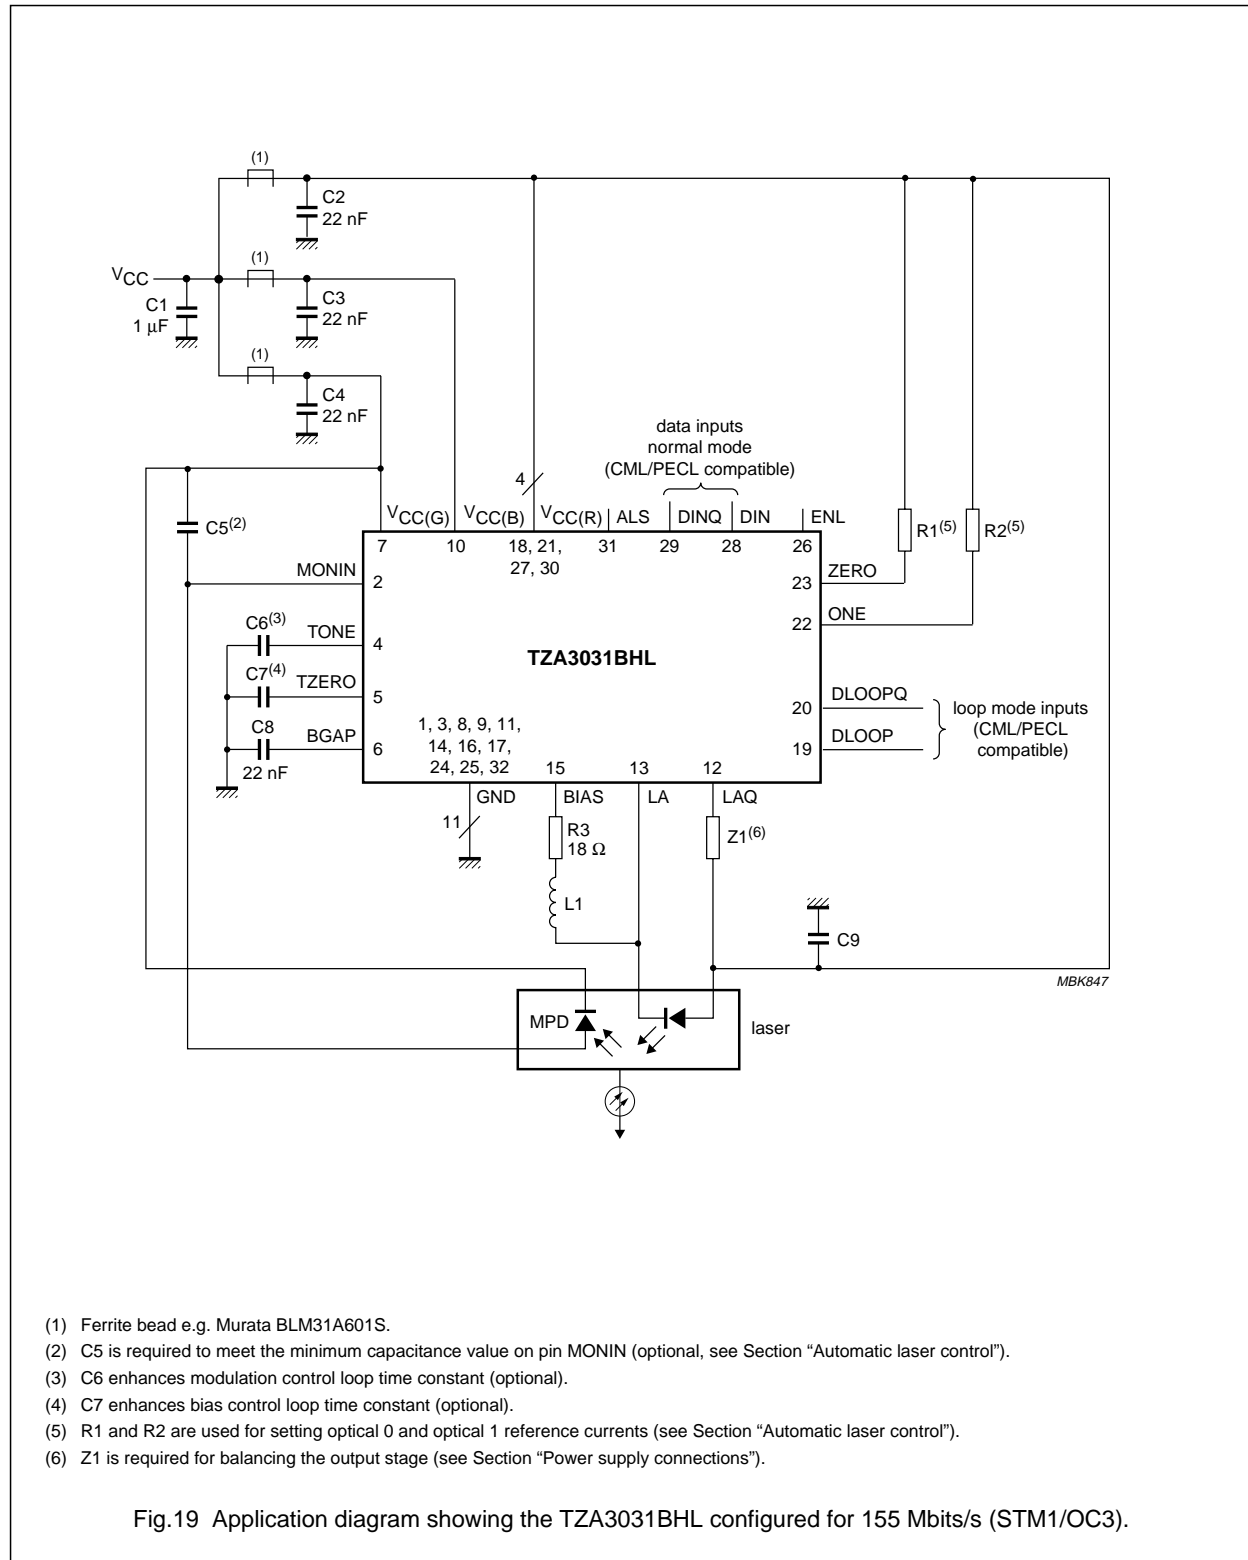 (1)
C2
22 nF
VCC
(1)
C1
1 μF
C3
22 nF
(1)
C4
22 nF
data inputs
normal mode
(CML/PECL compatible)
4
C5(2)
VCC(G)
VCC(B)
VCC(R)
ALS
DINQ
DIN
ENL
R1(5)
R2(5)
7
10
18, 21,
27, 30
31
29
28
26
MONIN
2
23
ZERO
C6(3)
TONE
4
22
ONE
TZA3031BHL
C7(4)
TZERO
5
20
DLOOPQ
loop mode inputs
(CML/PECL
compatible)
C8
22 nF
BGAP
6
1, 3, 8, 9, 11,
14, 16, 17,
24, 25, 32
19
DLOOP
15
13
12
GND
BIAS
LA
LAQ
11
R3
18 Ω
Z1(6)
L1
C9
MBK847
MPD
laser
(1) Ferrite bead e.g. Murata BLM31A601S.
(2) C5 is required to meet the minimum capacitance value on pin MONIN (optional, see Section “Automatic laser control”).
(3) C6 enhances modulation control loop time constant (optional).
(4) C7 enhances bias control loop time constant (optional).
(5) R1 and R2 are used for setting optical 0 and optical 1 reference currents (see Section “Automatic laser control”).
(6) Z1 is required for balancing the output stage (see Section “Power supply connections”).
Fig.19 Application diagram showing the TZA3031BHL configured for 155 Mbits/s (STM1/OC3).